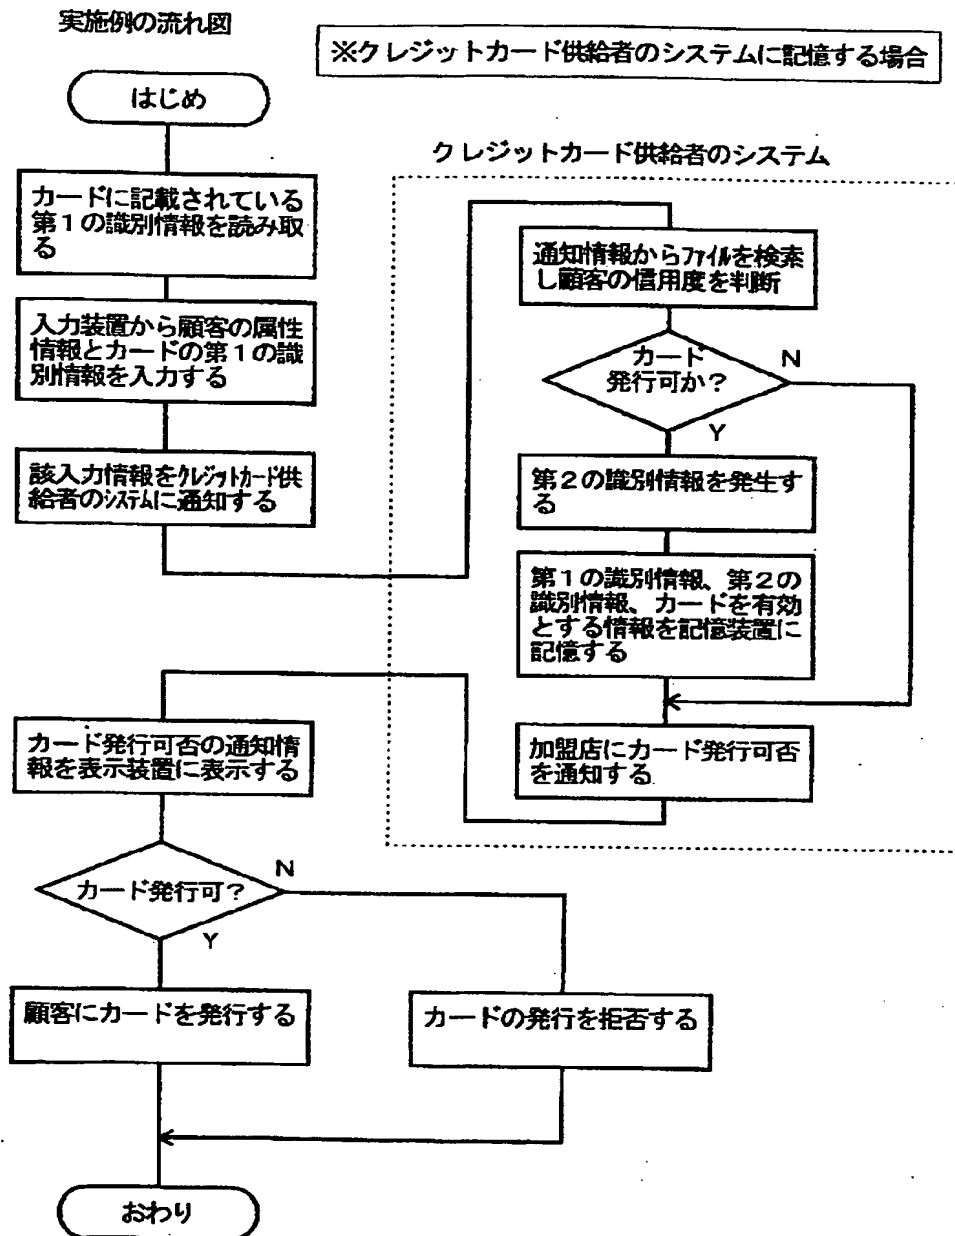 実施例の流れ図
※クレジットカード供給者のシステムに記憶する場合
はじめ
カードに記載されている
第1の識別情報を読み取
る
入力装置から顧客の属性
情報とカードの第1の識
別情報を入力する
該入力情報をクレジットカード供
給者のシステムに通知する
クレジットカード供給者のシステム
通知情報からファイルを検索
し顧客の信用度を判断
カード
発行可か?
N
Y
第2の識別情報を発生す
る
第1の識別情報、第2の
識別情報、カードを有効
とする情報を記憶装置に
記憶する
加盟店にカード発行可否
を通知する
カード発行可否の通知情
報を表示装置に表示する
カード発行可?
N
Y
顧客にカードを発行する
カードの発行を拒否する
おわり